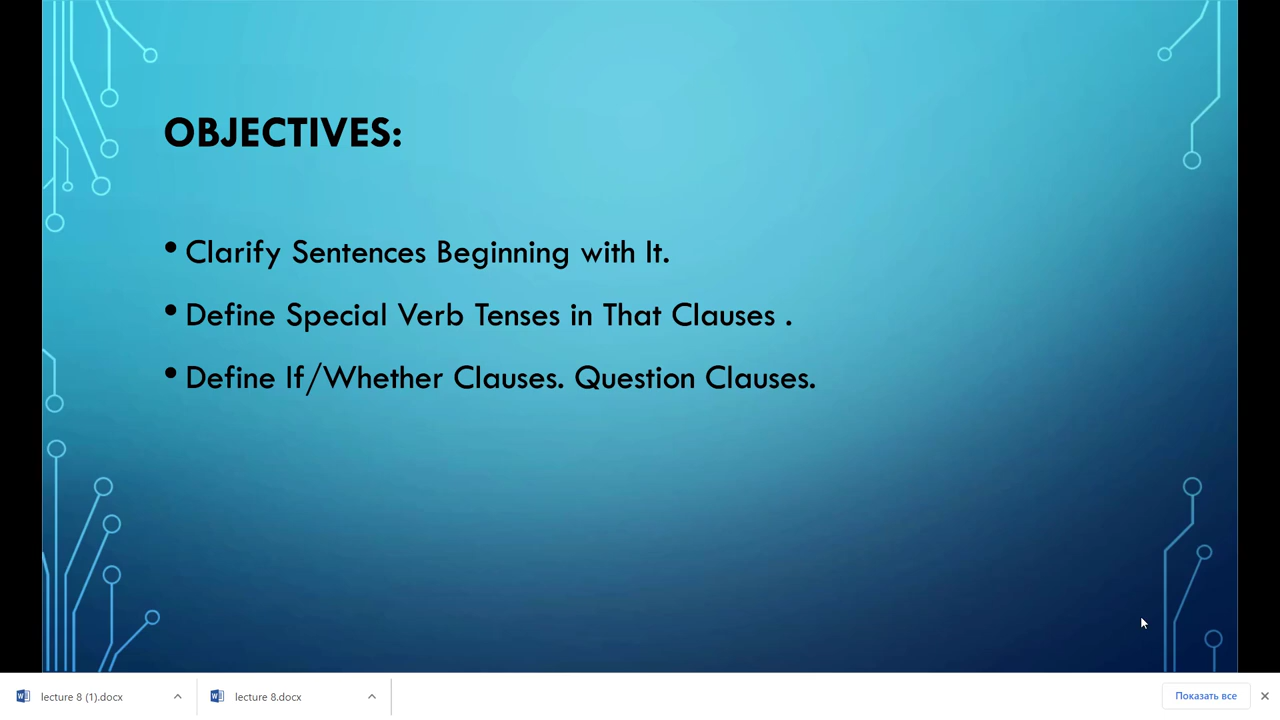 OBJECTIVES:
• Clarify Sentences Beginning with It.
• Define Special Verb Tenses in That Clauses .
• Define If/Whether Clauses. Question Clauses.
lecture 8 (1).docx
lecture 8.docx
Показать все